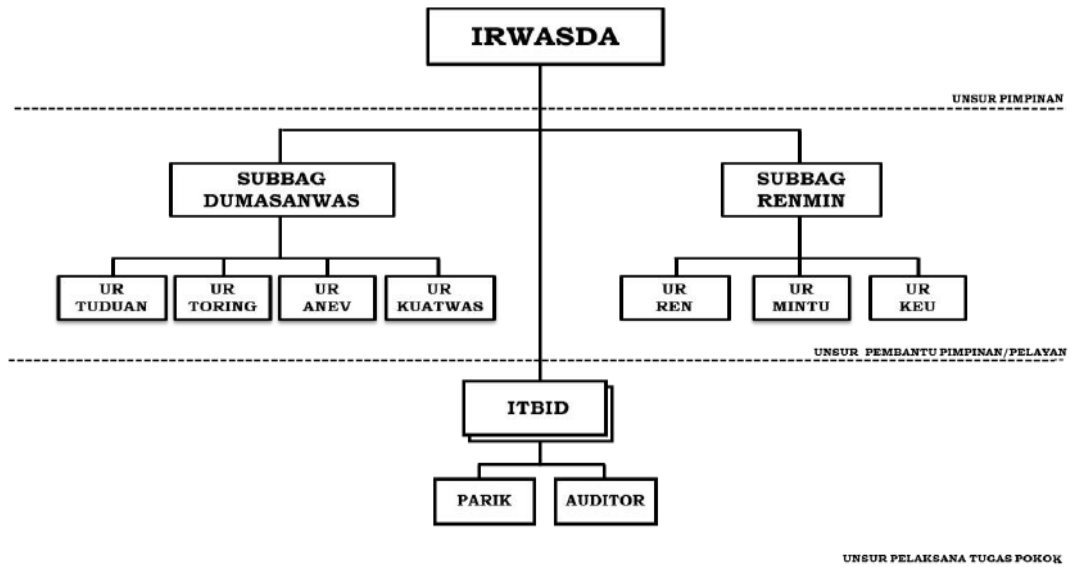 IRWASDA
UNSUR PIMPINAN
SUBBAG
DUMASANWAS
SUBBAG
RENMIN
UR
TUDUAN
UR
TORING
UR
ANEV
UR
KUATWAS
UR
REN
UR
MINTU
UR
KEU
UNSUR PEMBANTU PIMPINAN/PELAYAN
ITBID
PARIK
AUDITOR
UNSUR PELAKSANA TUGAS POKOK